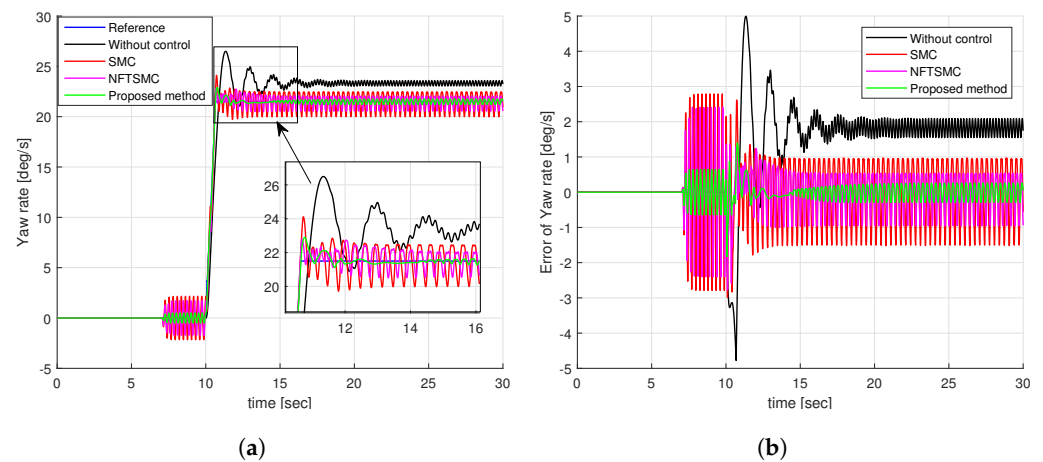 Yaw rate [deg/s]
30
25
20
15
10
5
0
-5
Reference
Without control
SMC
NFTSMC
Proposed method
26
24
22
20
12
14
16
0
5
10
15
20
25
30
time [sec]
(a)
Error of Yaw rate [deg/s]
5
4
3
2
1
0
-1
-2
-3
-4
-5
Without control
SMC
NFTSMC
Proposed method
0
5
10
15
20
25
30
time [sec]
(b)